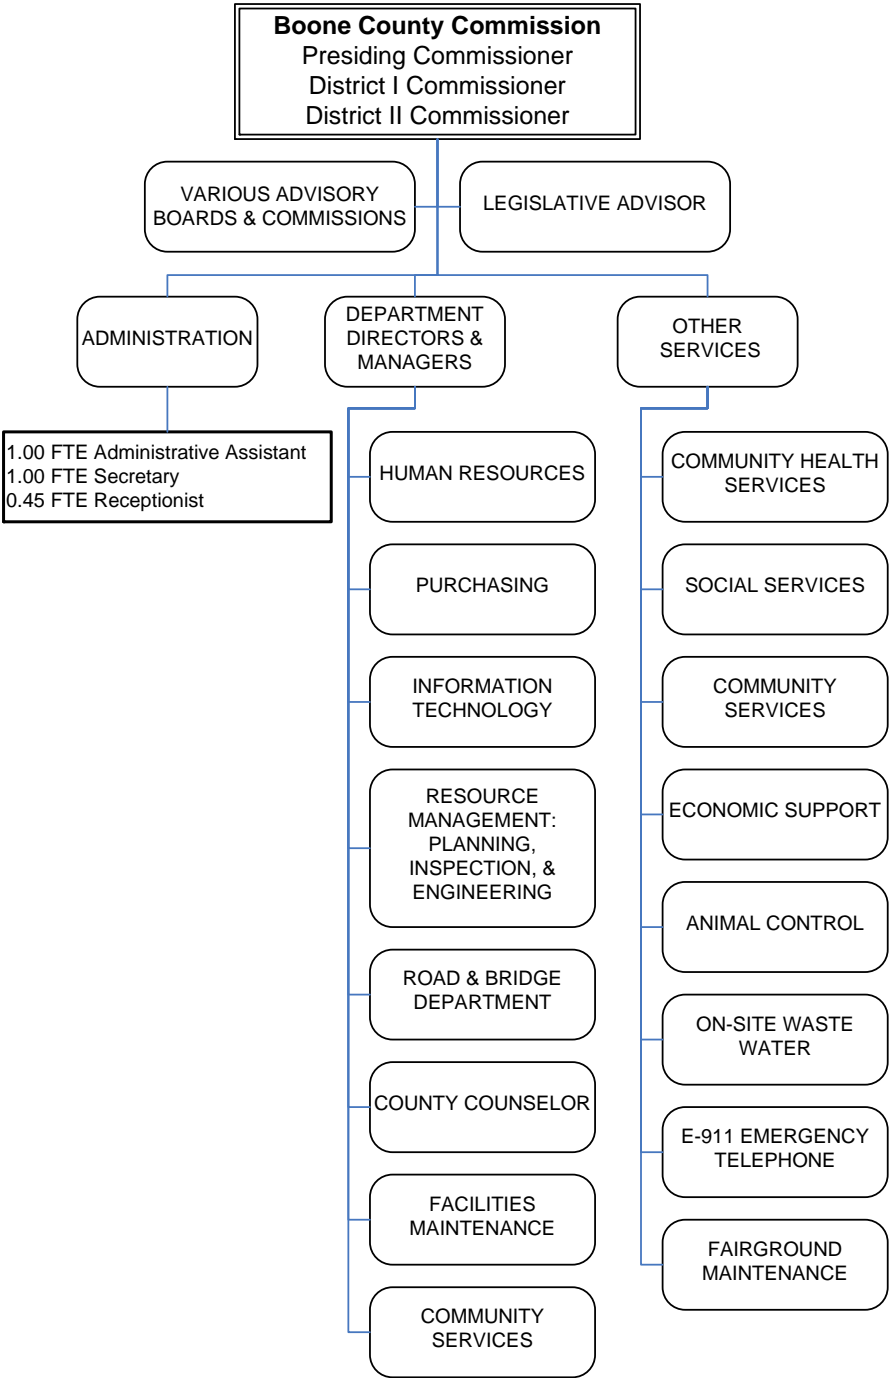 Boone County Commission
Presiding Commissioner
District I Commissioner
District II Commissioner
VARIOUS ADVISORY
BOARDS & COMMISSIONS
LEGISLATIVE ADVISOR
ADMINISTRATION
DEPARTMENT
DIRECTORS &
MANAGERS
OTHER
SERVICES
1.00 FTE Administrative Assistant
1.00 FTE Secretary
0.45 FTE Receptionist
HUMAN RESOURCES
PURCHASING
INFORMATION
TECHNOLOGY
RESOURCE
MANAGEMENT:
PLANNING,
INSPECTION, &
ENGINEERING
ROAD & BRIDGE
DEPARTMENT
COUNTY COUNSELOR
FACILITIES
MAINTENANCE
COMMUNITY
SERVICES
COMMUNITY HEALTH
SERVICES
SOCIAL SERVICES
COMMUNITY
SERVICES
ECONOMIC SUPPORT
ANIMAL CONTROL
ON-SITE WASTE
WATER
E-911 EMERGENCY
TELEPHONE
FAIRGROUND
MAINTENANCE